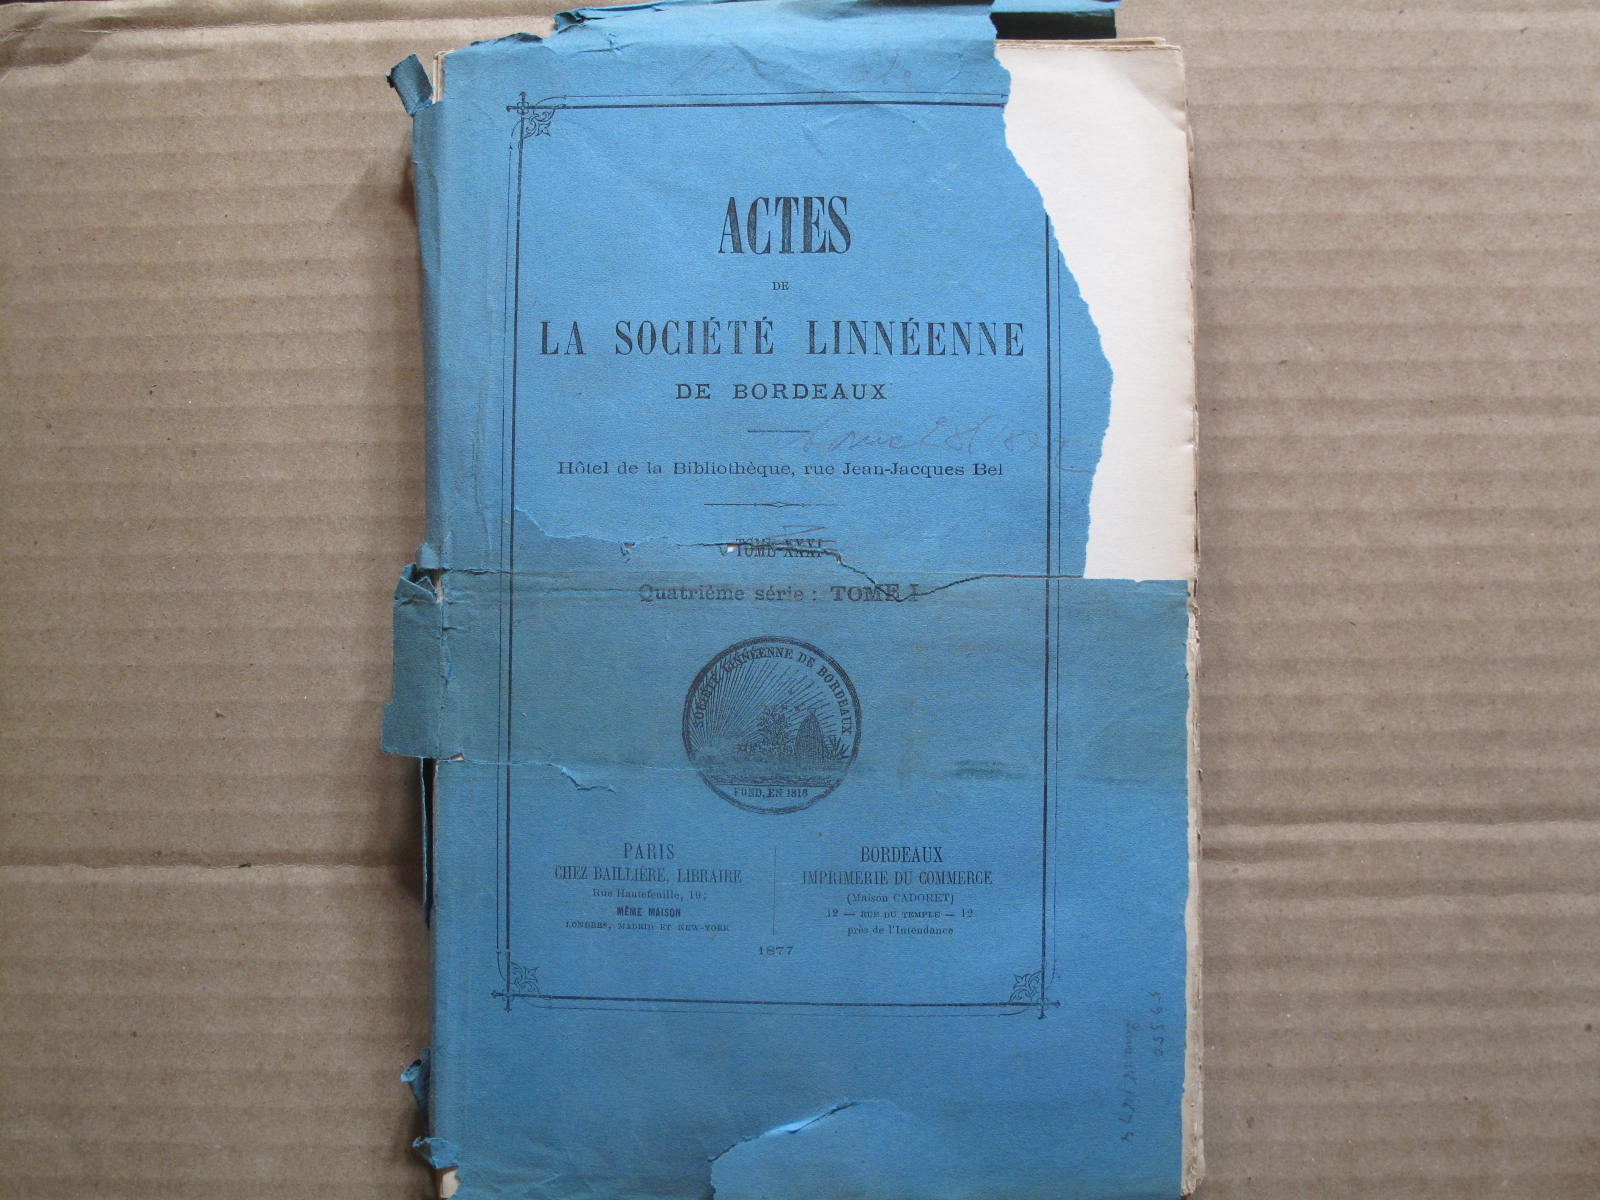 ACTES
DE
LA SOCIÉTÉ LINNÉENNE
DE BORDEAUX
Hôtel de la Bibliothèque, rue Jean-Jacques Bel
TOME XXXI
Quatrième série : TOME I
SOCIÉTÉ LINNÉENNE DE BORDEAUX
FOND. EN 1818
PARIS
CHEZ BAILLIÈRE, LIBRAIRE
Rue Hautefeuille, 19;
MÊME MAISON
LONDRES, MADRID ET NEW-YORK
BORDEAUX
IMPRIMERIE DU COMMERCE
(Maison CADORET)
12 — RUE DU TEMPLE — 12
près de l'Intendance
1877